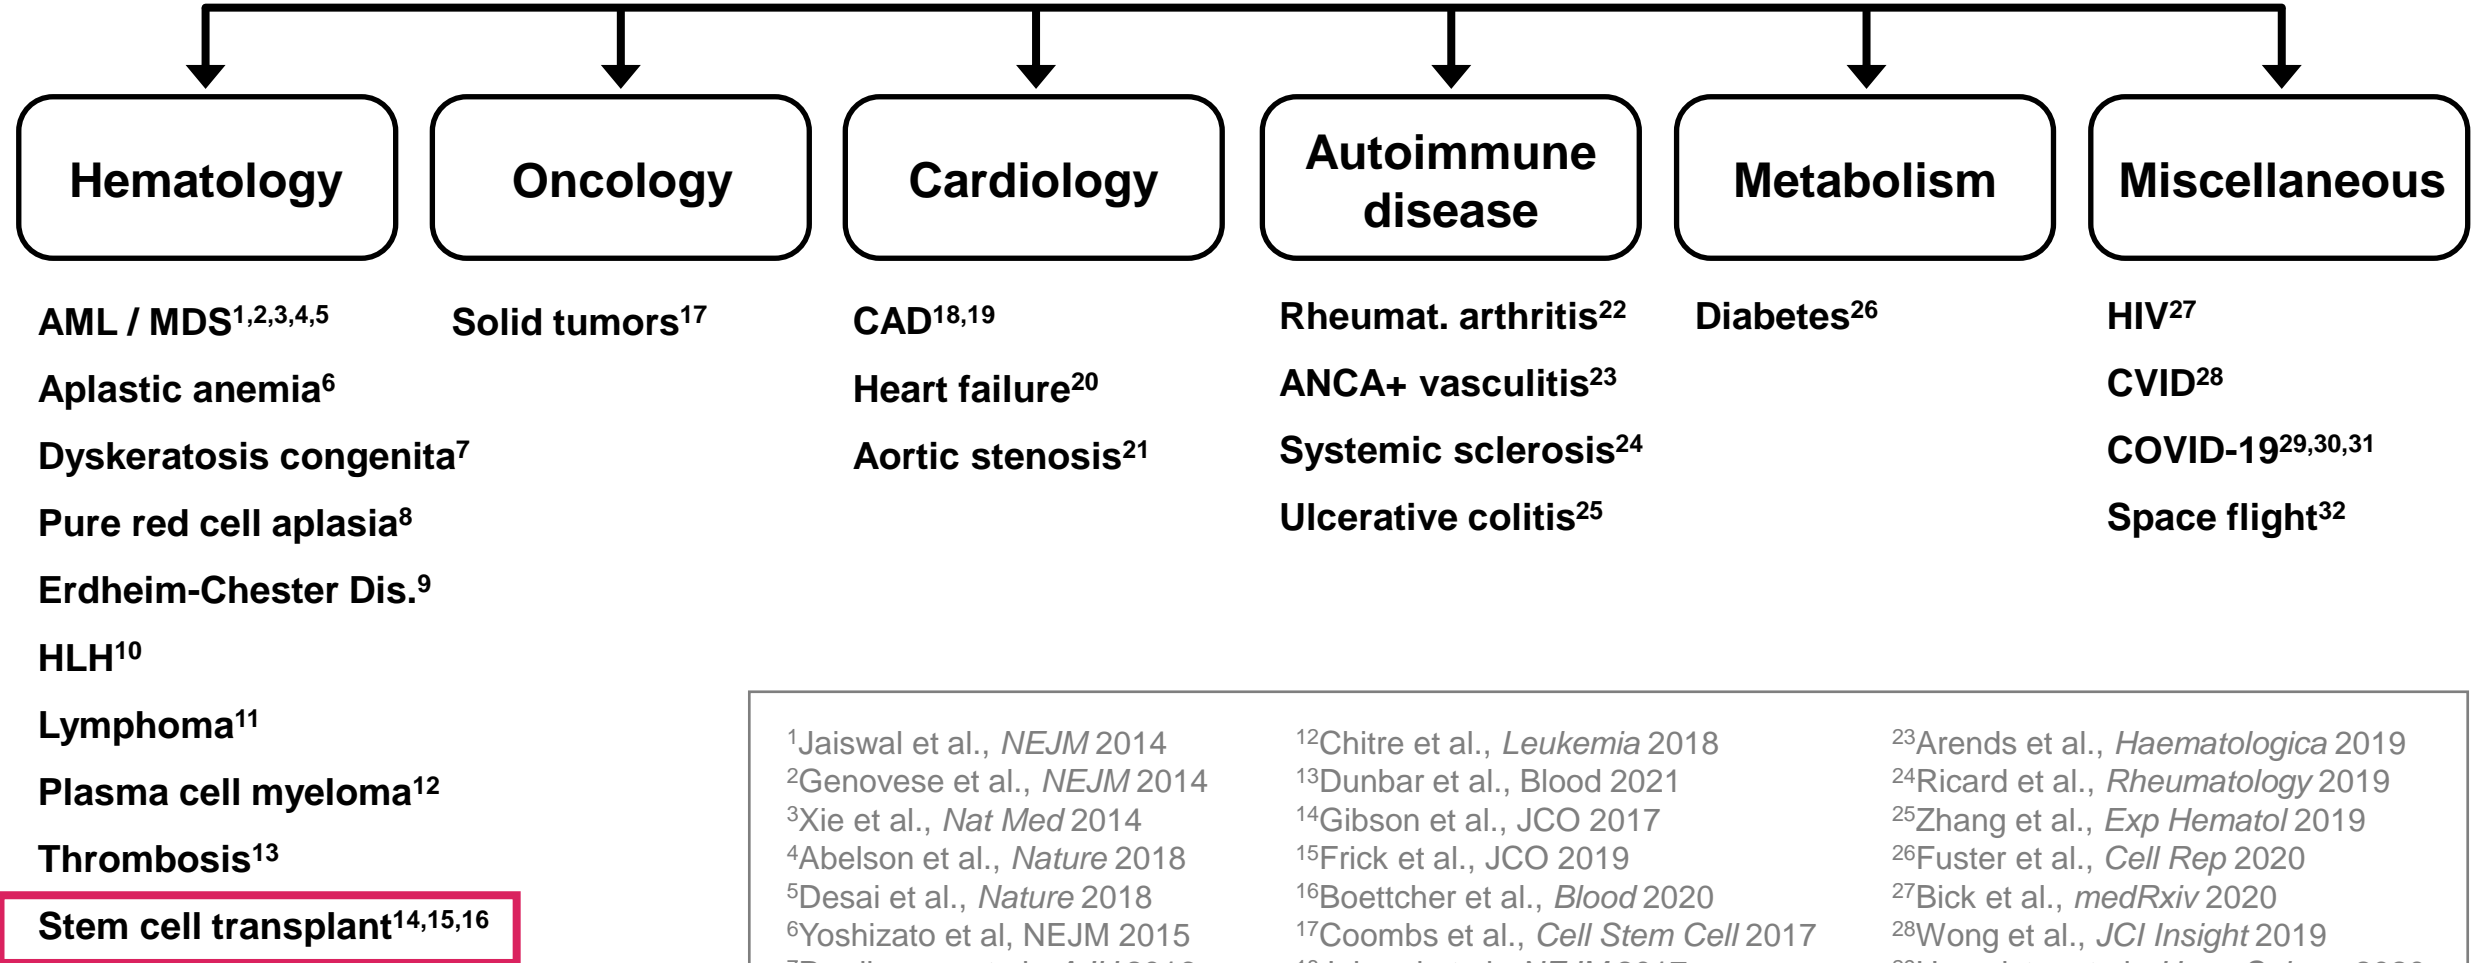 Hematology
Oncology
Cardiology
Autoimmune
disease
Metabolism
Miscellaneous
AML / MDS1,2,3,4,5
Aplastic anemia6
Dyskeratosis congenita7
Pure red cell aplasia8
Erdheim-Chester Dis.9
HLH10
Lymphoma11
Plasma cell myeloma12
Thrombosis13
Stem cell transplant14,15,16
Solid tumors17
CAD18,19
Heart failure20
Aortic stenosis21
Rheumat. arthritis22
ANCA+ vasculitis23
Systemic sclerosis24
Ulcerative colitis25
Diabetes26
HIV27
CVID28
COVID-1929,30,31
Space flight32
1Jaiswal et al., NEJM 2014
2Genovese et al., NEJM 2014
3Xie et al., Nat Med 2014
4Abelson et al., Nature 2018
5Desai et al., Nature 2018
6Yoshizato et al, NEJM 2015
12Chitre et al., Leukemia 2018
13Dunbar et al., Blood 2021
14Gibson et al., JCO 2017
15Frick et al., JCO 2019
16Boettcher et al., Blood 2020
17Coombs et al., Cell Stem Cell 2017
23Arends et al., Haematologica 2019
24Ricard et al., Rheumatology 2019
25Zhang et al., Exp Hematol 2019
26Fuster et al., Cell Rep 2020
27Bick et al., medRxiv 2020
28Wong et al., JCI Insight 2019